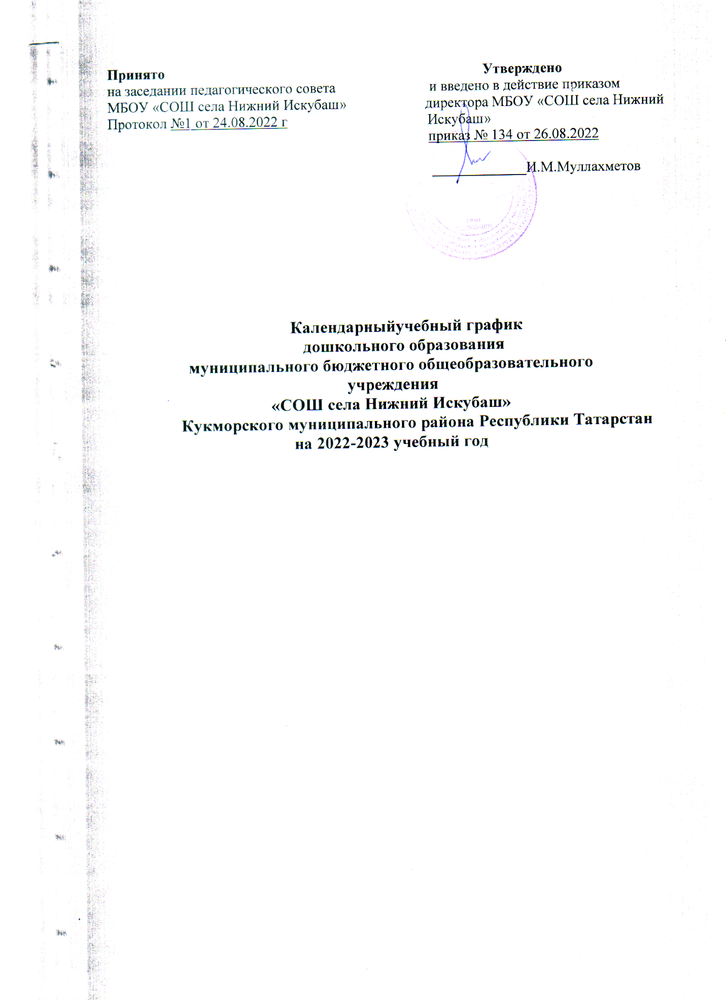 Принято
на заседании педагогического совета
МБОУ «СОШ села Нижний Искубаш»
Протокол №1 от 24.08.2022 г
Утверждено
и введено в действие приказом
директора МБОУ «СОШ села Нижний
Искубаш»
приказ № 134 от 26.08.2022
И.М.Муллахметов
ИНН
Календарныйучебный график
дошкольного образования
муниципального бюджетного общеобразовательного
учреждения
«СОШ села Нижний Искубаш»
Кукморского муниципального района Республики Татарстан
на 2022-2023 учебный год